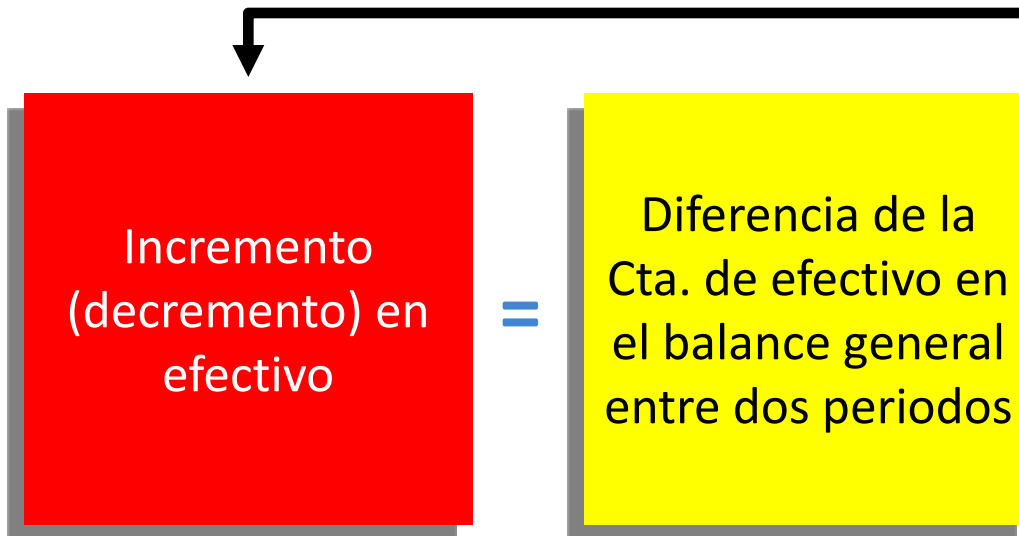 Incremento
(decremento) en
efectivo
=
Diferencia de la
Cta. de efectivo en
el balance general
entre dos periodos